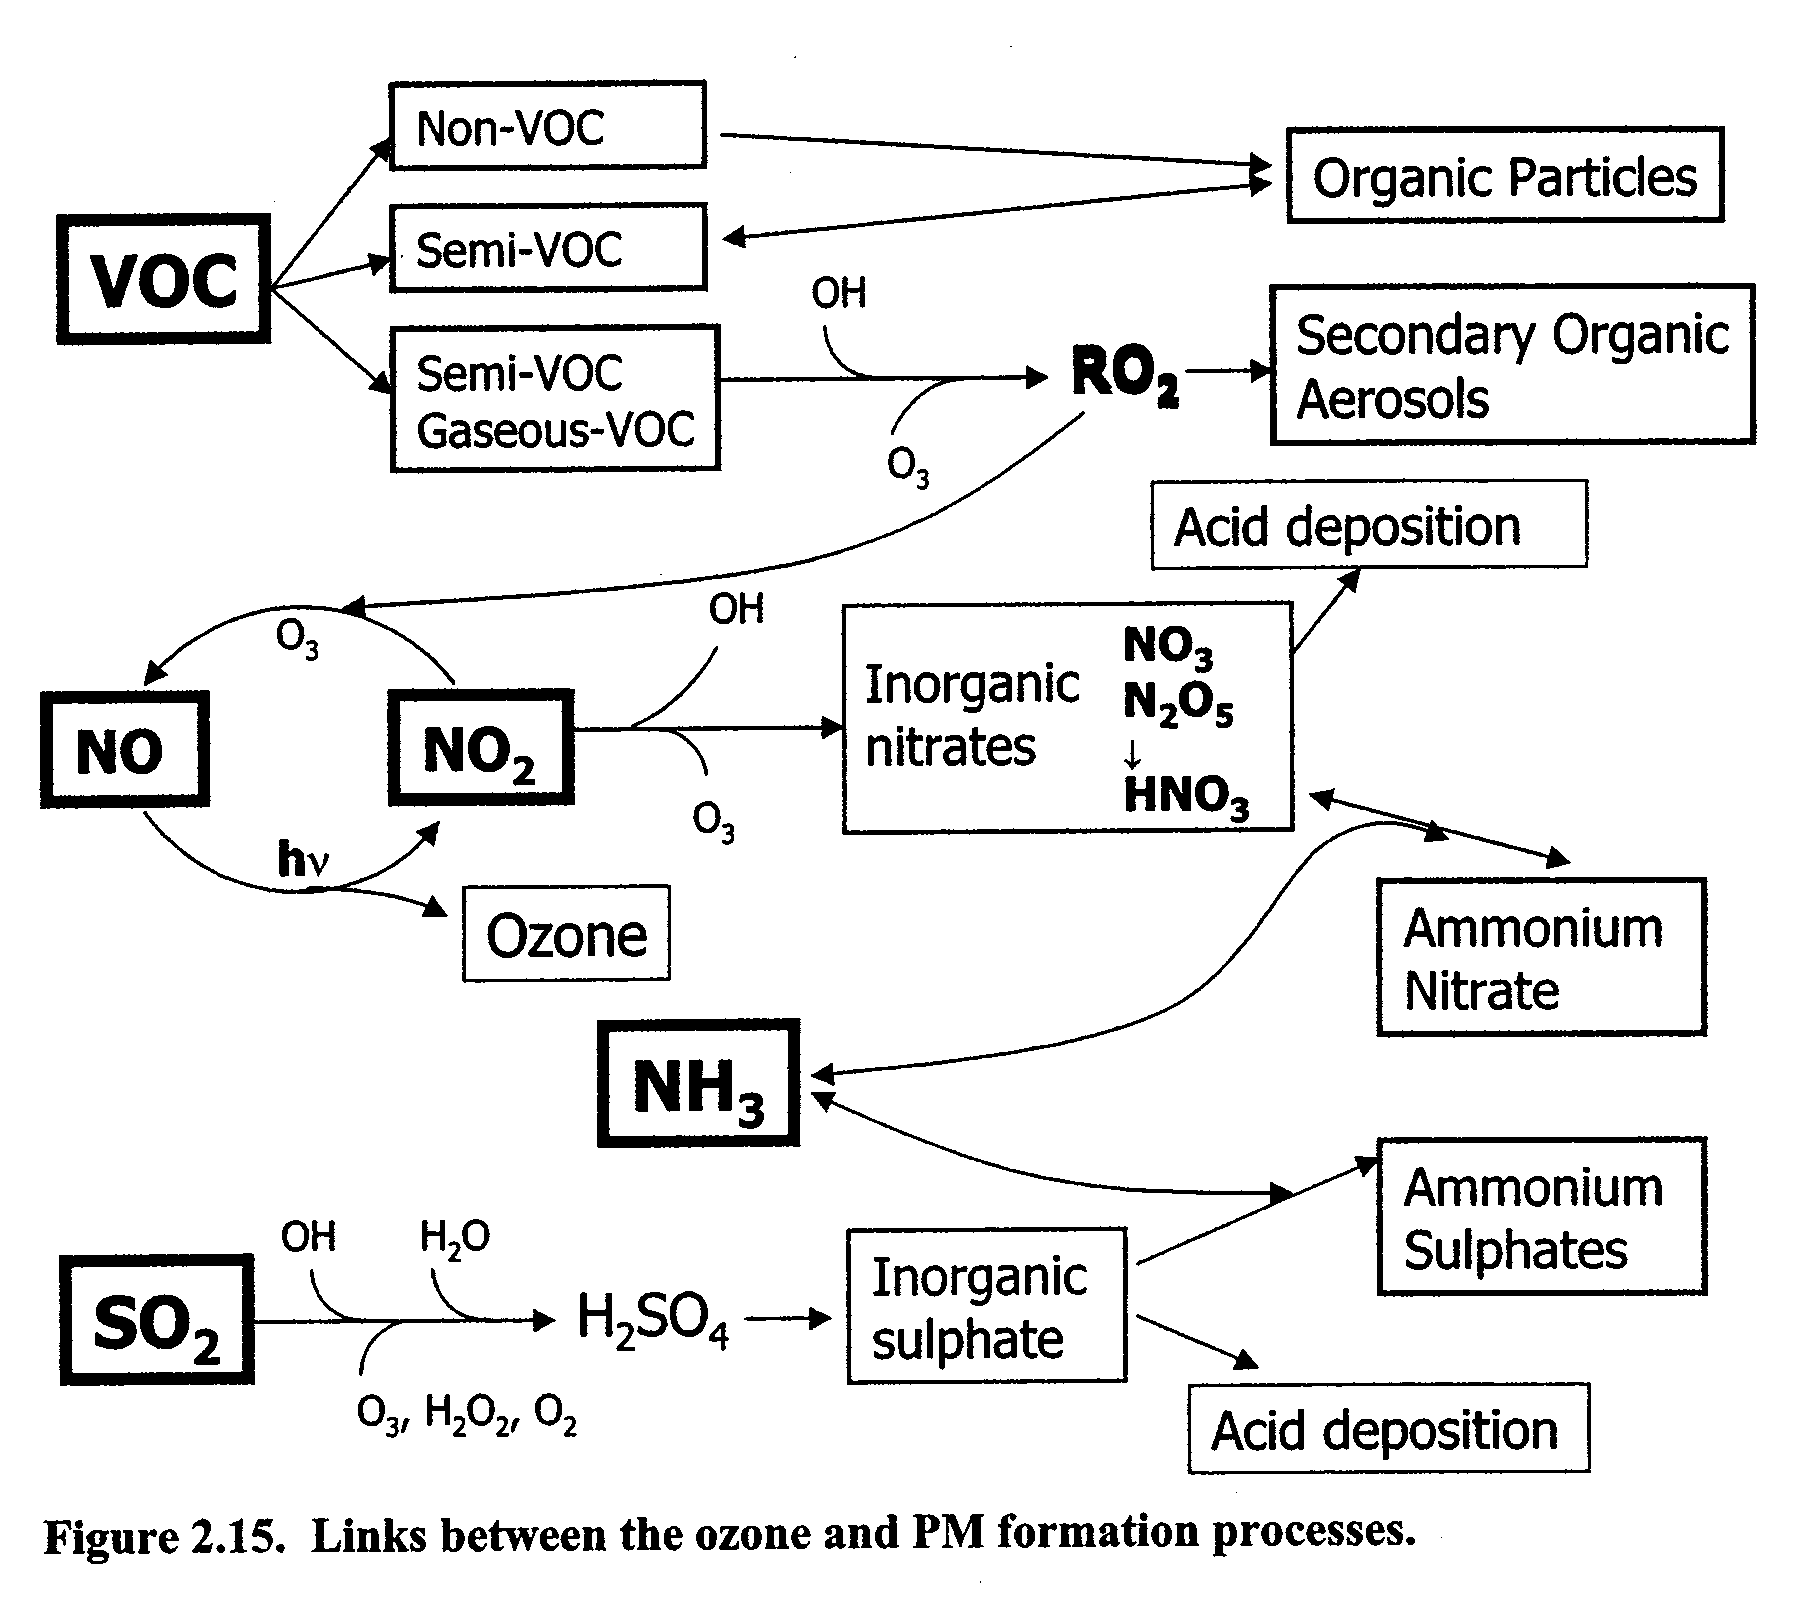 Non-VOC
Organic Particles
VOC
Semi-VOC
OH
Semi-VOC
Gaseous-VOC
RO₂
Secondary Organic
Aerosols
O₃
Acid deposition
O₃
OH
NO
NO₂
Inorganic
nitrates
NO₃
N₂O₅
↓
HNO₃
O₃
hν
Ozone
Ammonium
Nitrate
NH₃
Ammonium
Sulphates
OH
H₂O
SO₂
H₂SO₄
Inorganic
sulphate
O₃, H₂O₂, O₂
Acid deposition
Figure 2.15. Links between the ozone and PM formation processes.